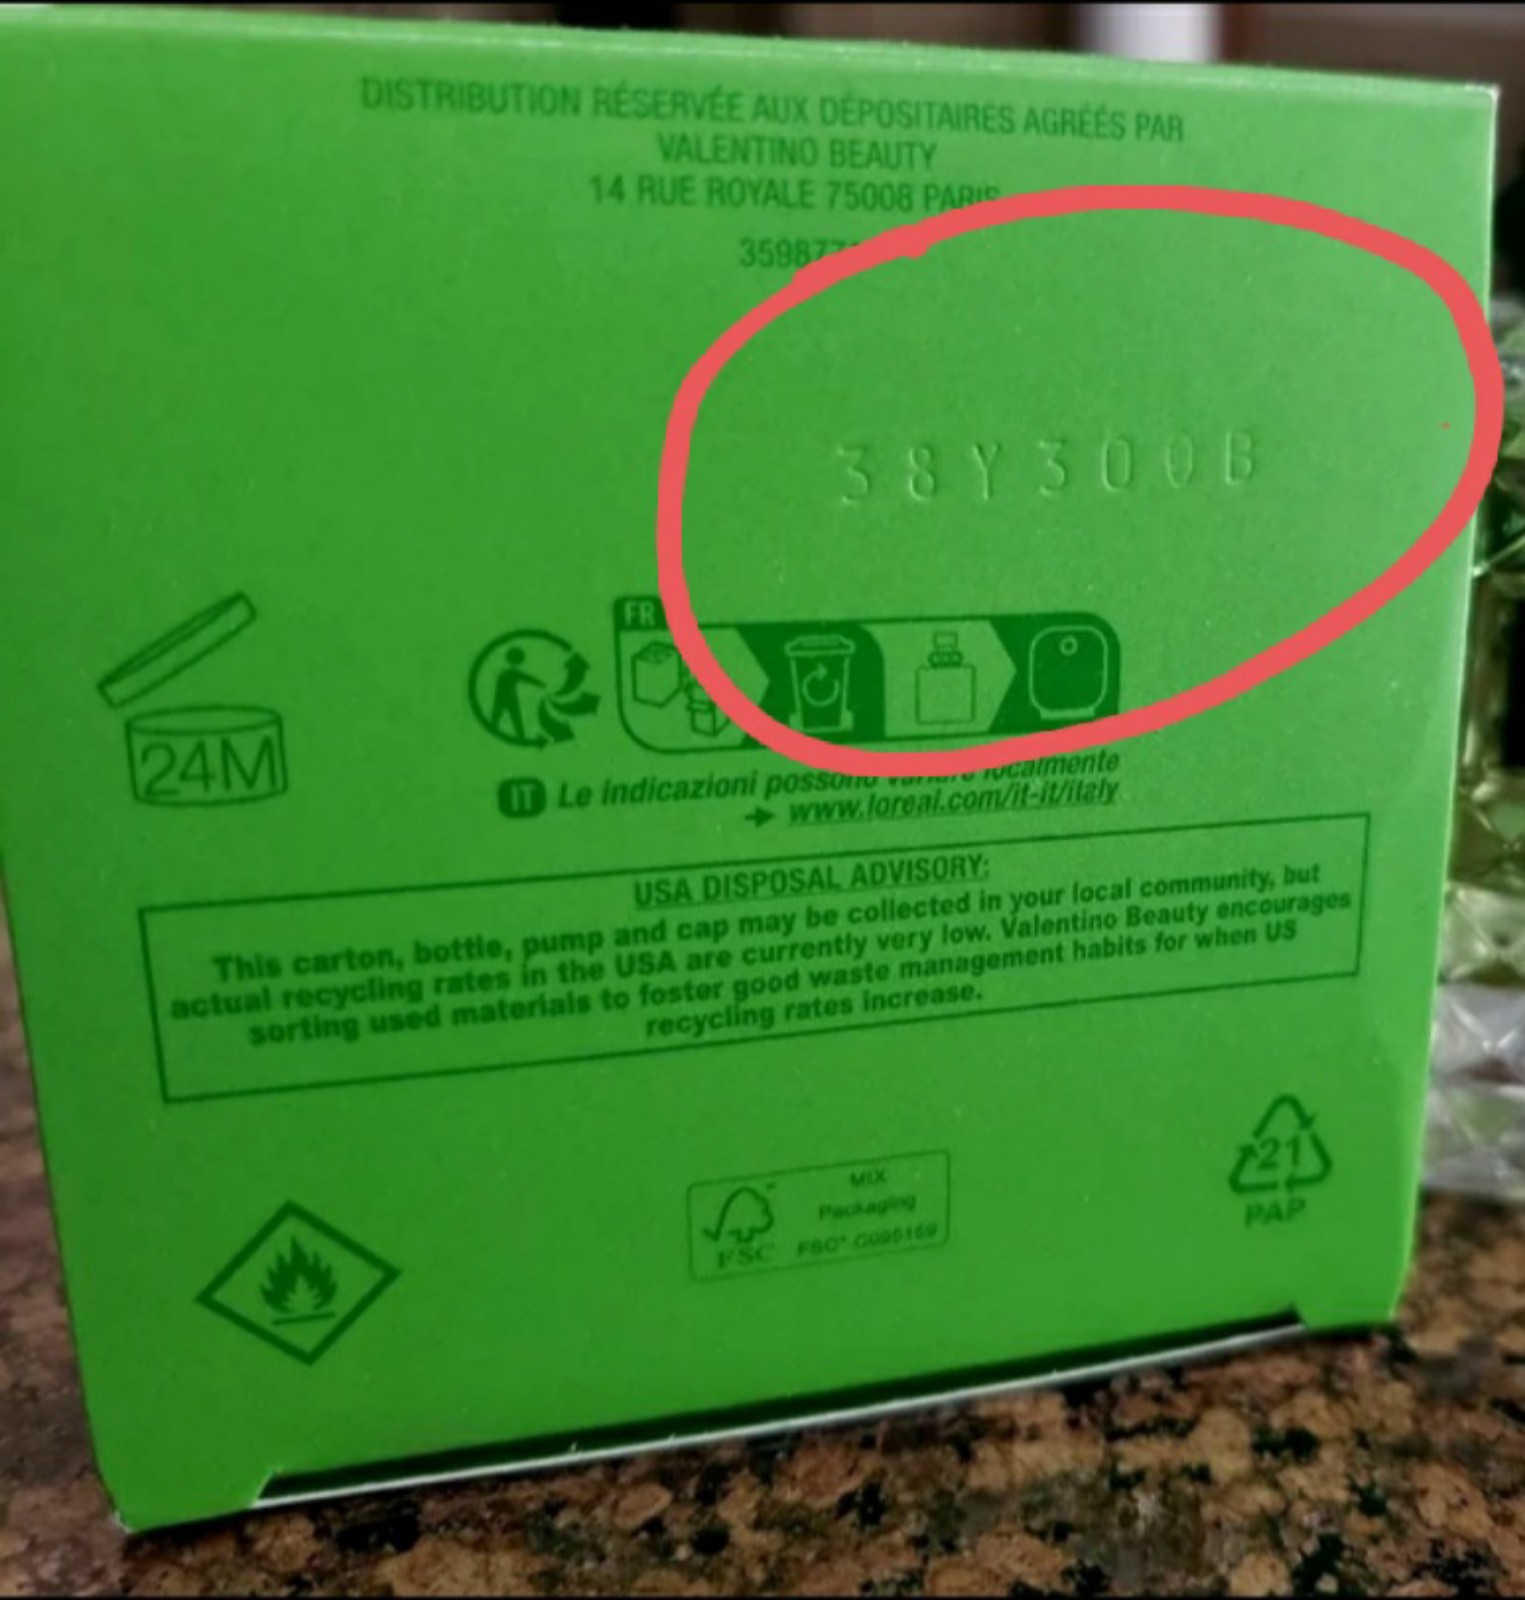 DISTRIBUTION RÉSERVÉE AUX DÉPOSITAIRES AGRÉÉS PAR
VALENTINO BEAUTY
14 RUE ROYALE 75008 PARIS
35987
38Y300B
FR
24M
IT Le indicazioni possono variare localmente
www.loreal.com/it-it/italy
USA DISPOSAL ADVISORY:
This carton, bottle, pump and cap may be collected in your local community, but
actual recycling rates in the USA are currently very low. Valentino Beauty encourages
sorting used materials to foster good waste management habits for when US
recycling rates increase.
MIX
Packaging
FSC FSC® C095159
21
PAP